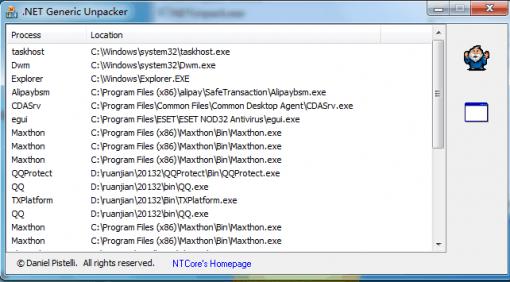 .NET Generic Unpacker
Process Location
taskhost C:\Windows\system32\taskhost.exe
Dwm C:\Windows\system32\Dwm.exe
Explorer C:\Windows\Explorer.EXE
Alipaybsm C:\Program Files (x86)\alipay\SafeTransaction\Alipaybsm.exe
CDASrv C:\Program Files\Common Files\Common Desktop Agent\CDASrv.exe
egui C:\Program Files\ESET\ESET NOD32 Antivirus\egui.exe
Maxthon C:\Program Files (x86)\Maxthon\Bin\Maxthon.exe
Maxthon C:\Program Files (x86)\Maxthon\Bin\Maxthon.exe
Maxthon C:\Program Files (x86)\Maxthon\Bin\Maxthon.exe
QQProtect D:\ruanjian\20132\QQProtect\Bin\QQProtect.exe
QQ D:\ruanjian\20132\bin\QQ.exe
TXPlatform D:\ruanjian\20132\Bin\TXPlatform.exe
QQ D:\ruanjian\20132\bin\QQ.exe
Maxthon C:\Program Files (x86)\Maxthon\Bin\Maxthon.exe
Maxthon C:\Program Files (x86)\Maxthon\Bin\Maxthon.exe
© Daniel Pistelli. All rights reserved. NTCore's Homepage